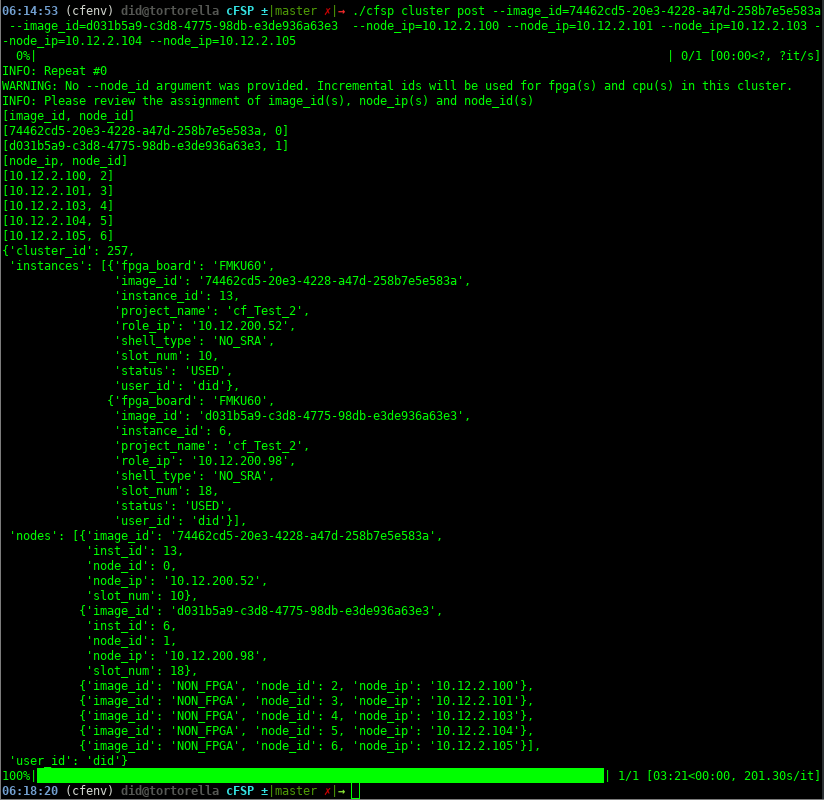 06:14:53 (cfenv) did@tortorella cFSP ±|master ✗|→ ./cfsp cluster post --image_id=74462cd5-20e3-4228-a47d-258b7e5e583a
--image_id=d031b5a9-c3d8-4775-98db-e3de936a63e3  --node_ip=10.12.2.100 --node_ip=10.12.2.101 --node_ip=10.12.2.103 -
-node_ip=10.12.2.104 --node_ip=10.12.2.105
  0%|                                                                                          | 0/1 [00:00<?, ?it/s]
INFO: Repeat #0
WARNING: No --node_id argument was provided. Incremental ids will be used for fpga(s) and cpu(s) in this cluster.
INFO: Please review the assignment of image_id(s), node_ip(s) and node_id(s)
[image_id, node_id]
[74462cd5-20e3-4228-a47d-258b7e5e583a, 0]
[d031b5a9-c3d8-4775-98db-e3de936a63e3, 1]
[node_ip, node_id]
[10.12.2.100, 2]
[10.12.2.101, 3]
[10.12.2.103, 4]
[10.12.2.104, 5]
[10.12.2.105, 6]
{'cluster_id': 257,
 'instances': [{'fpga_board': 'FMKU60',
                'image_id': '74462cd5-20e3-4228-a47d-258b7e5e583a',
                'instance_id': 13,
                'project_name': 'cf_Test_2',
                'role_ip': '10.12.200.52',
                'shell_type': 'NO_SRA',
                'slot_num': 10,
                'status': 'USED',
                'user_id': 'did'},
               {'fpga_board': 'FMKU60',
                'image_id': 'd031b5a9-c3d8-4775-98db-e3de936a63e3',
                'instance_id': 6,
                'project_name': 'cf_Test_2',
                'role_ip': '10.12.200.98',
                'shell_type': 'NO_SRA',
                'slot_num': 18,
                'status': 'USED',
                'user_id': 'did'}],
 'nodes': [{'image_id': '74462cd5-20e3-4228-a47d-258b7e5e583a',
            'inst_id': 13,
            'node_id': 0,
            'node_ip': '10.12.200.52',
            'slot_num': 10},
           {'image_id': 'd031b5a9-c3d8-4775-98db-e3de936a63e3',
            'inst_id': 6,
            'node_id': 1,
            'node_ip': '10.12.200.98',
            'slot_num': 18},
           {'image_id': 'NON_FPGA', 'node_id': 2, 'node_ip': '10.12.2.100'},
           {'image_id': 'NON_FPGA', 'node_id': 3, 'node_ip': '10.12.2.101'},
           {'image_id': 'NON_FPGA', 'node_id': 4, 'node_ip': '10.12.2.103'},
           {'image_id': 'NON_FPGA', 'node_id': 5, 'node_ip': '10.12.2.104'},
           {'image_id': 'NON_FPGA', 'node_id': 6, 'node_ip': '10.12.2.105'}],
 'user_id': 'did'}
100%|                                                                                 | 1/1 [03:21<00:00, 201.30s/it]
06:18:20 (cfenv) did@tortorella cFSP ±|master ✗|→